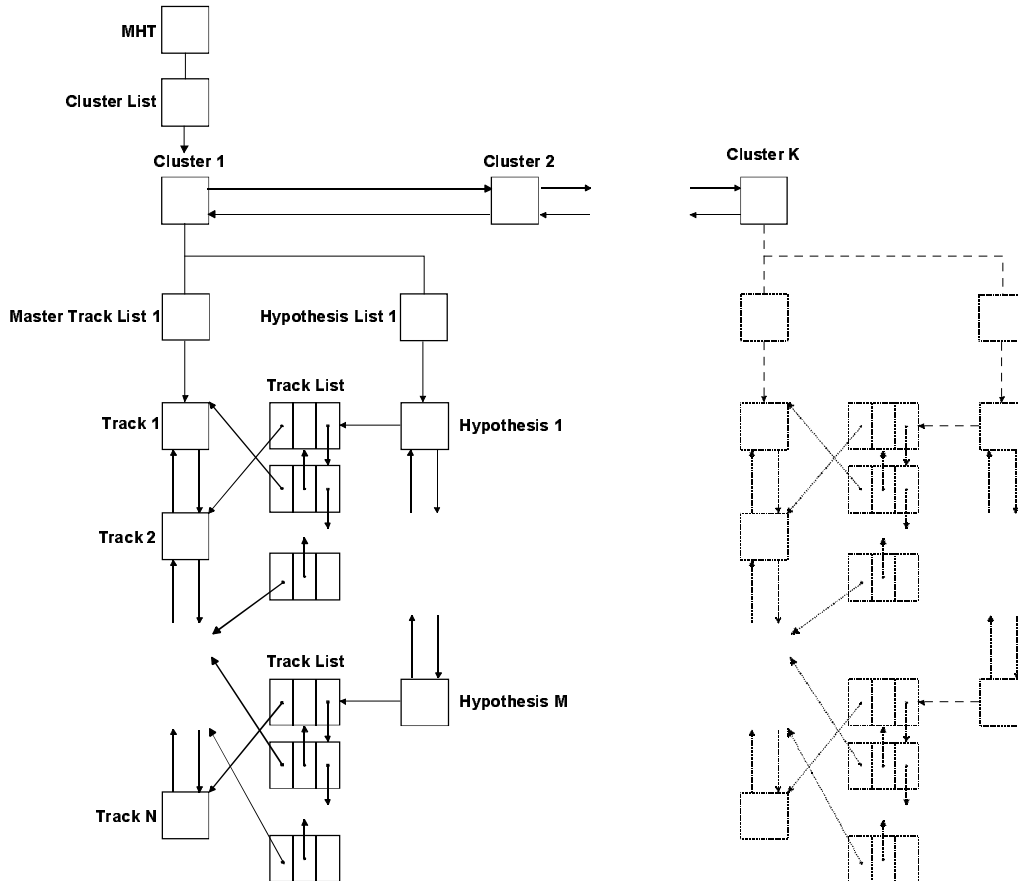 MHT
Cluster List
Cluster 1
Cluster 2
Cluster K
Master Track List 1
Hypothesis List 1
Track List
Track 1
Hypothesis 1
Track 2
Track List
Hypothesis M
Track N